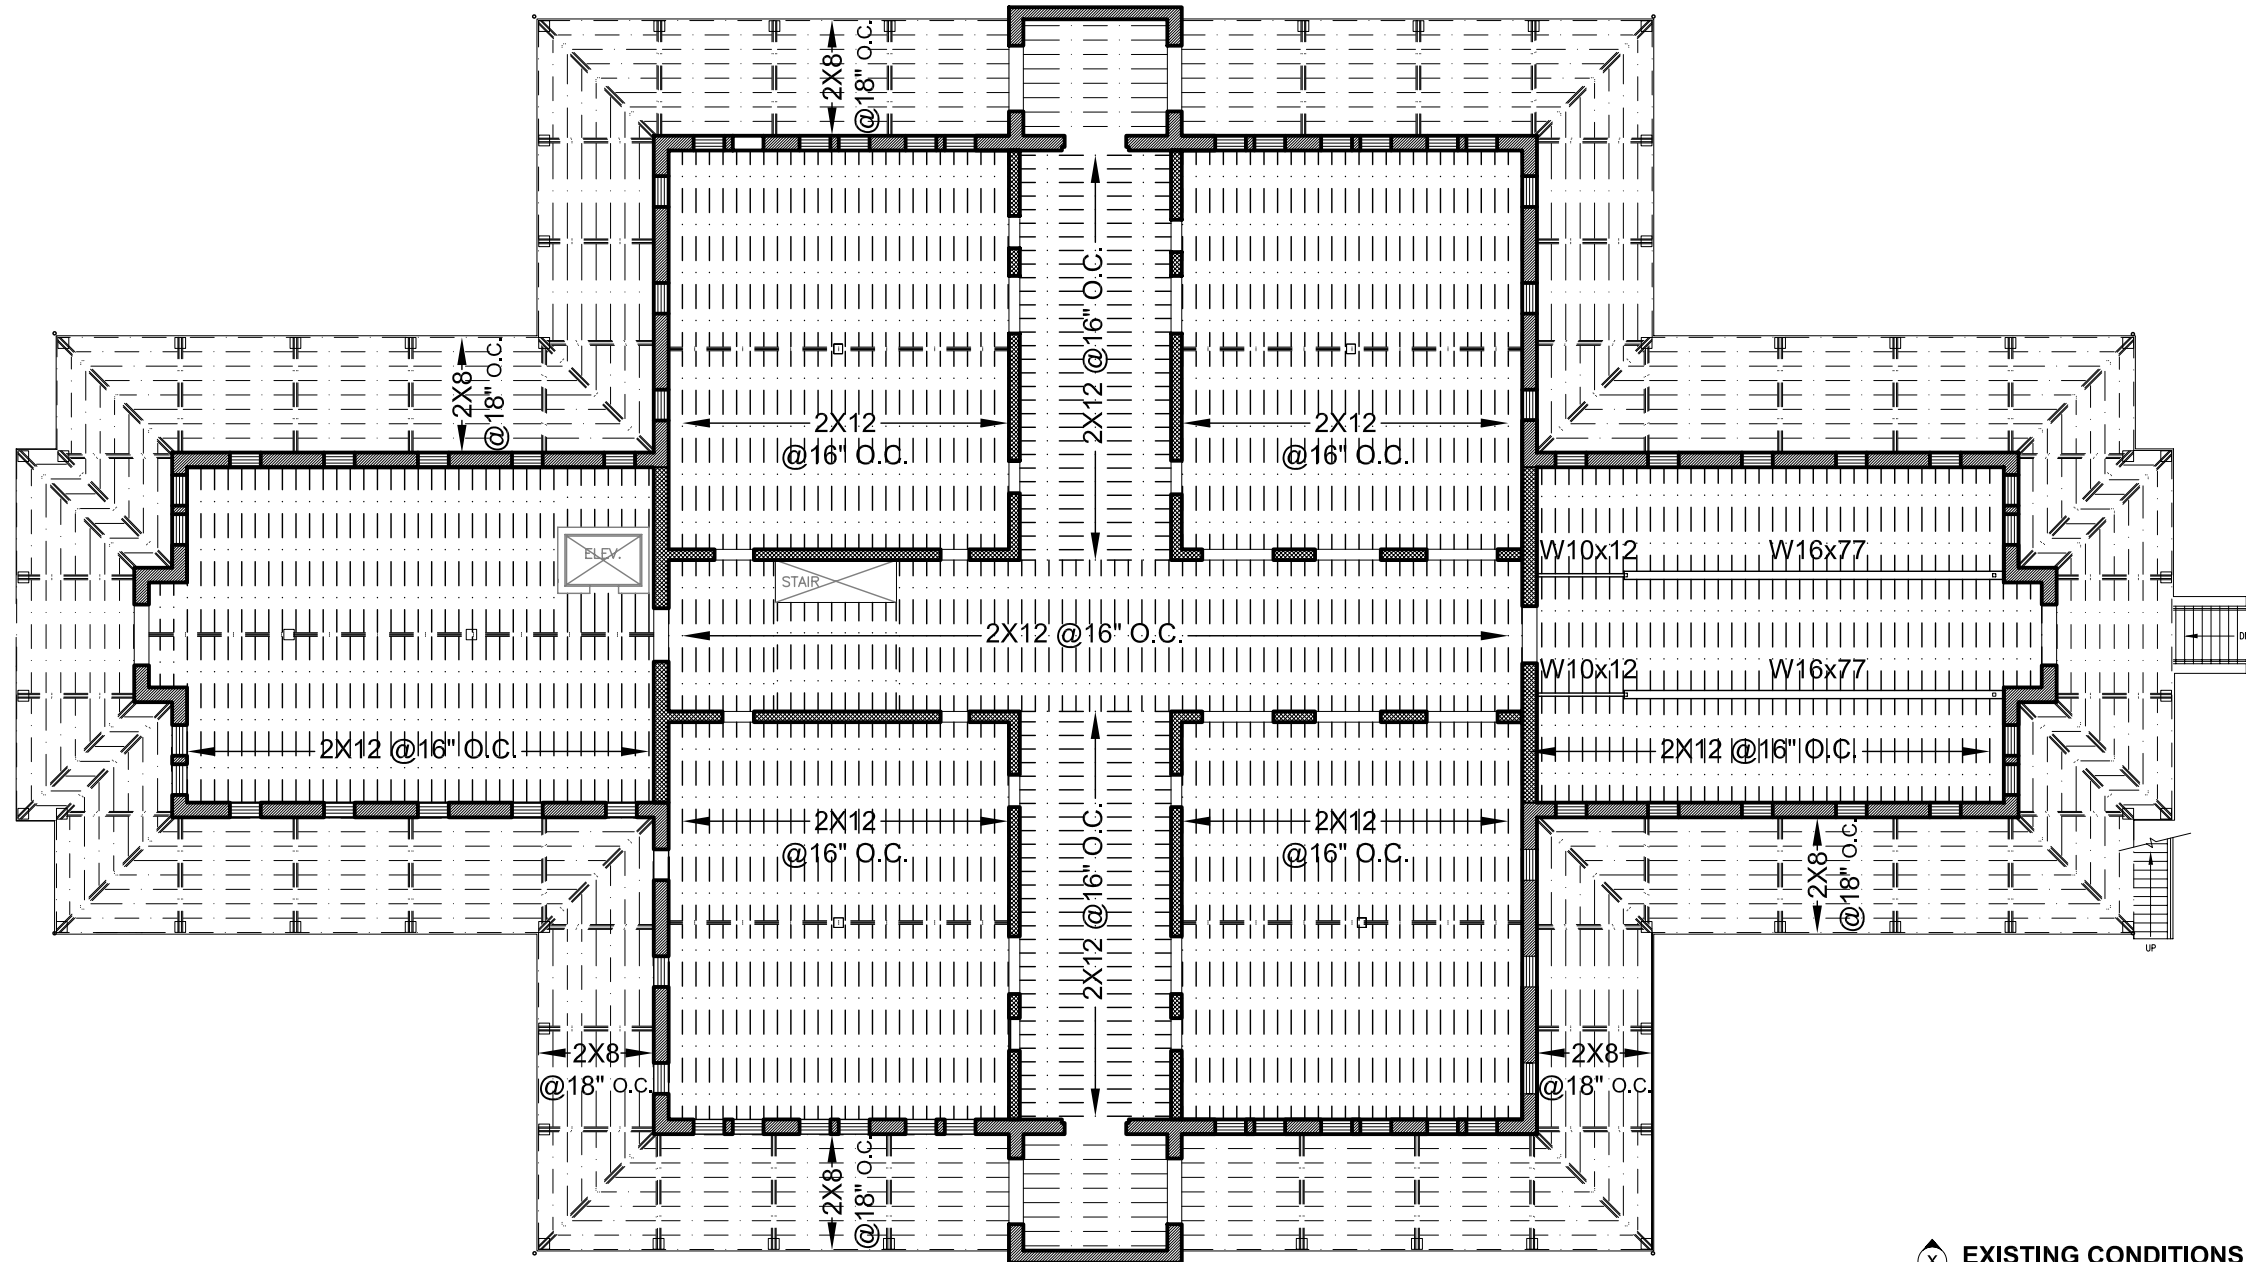 2X8
@18" O.C.
2X12 @16" O.C.
2X8
@18" O.C.
2X12
@16" O.C.
2X12
@16" O.C.
ELEV.
STAIR
W10x12
W16x77
2X12 @16" O.C.
W10x12
W16x77
2X12 @16" O.C.
2X12 @16" O.C.
2X12
@16" O.C.
2X12 @16" O.C.
2X12
@16" O.C.
2X8
@18" O.C.
UP
2X8
@18" O.C.
2X8
@18" O.C.
2X8
@18" O.C.
X
EXISTING CONDITIONS